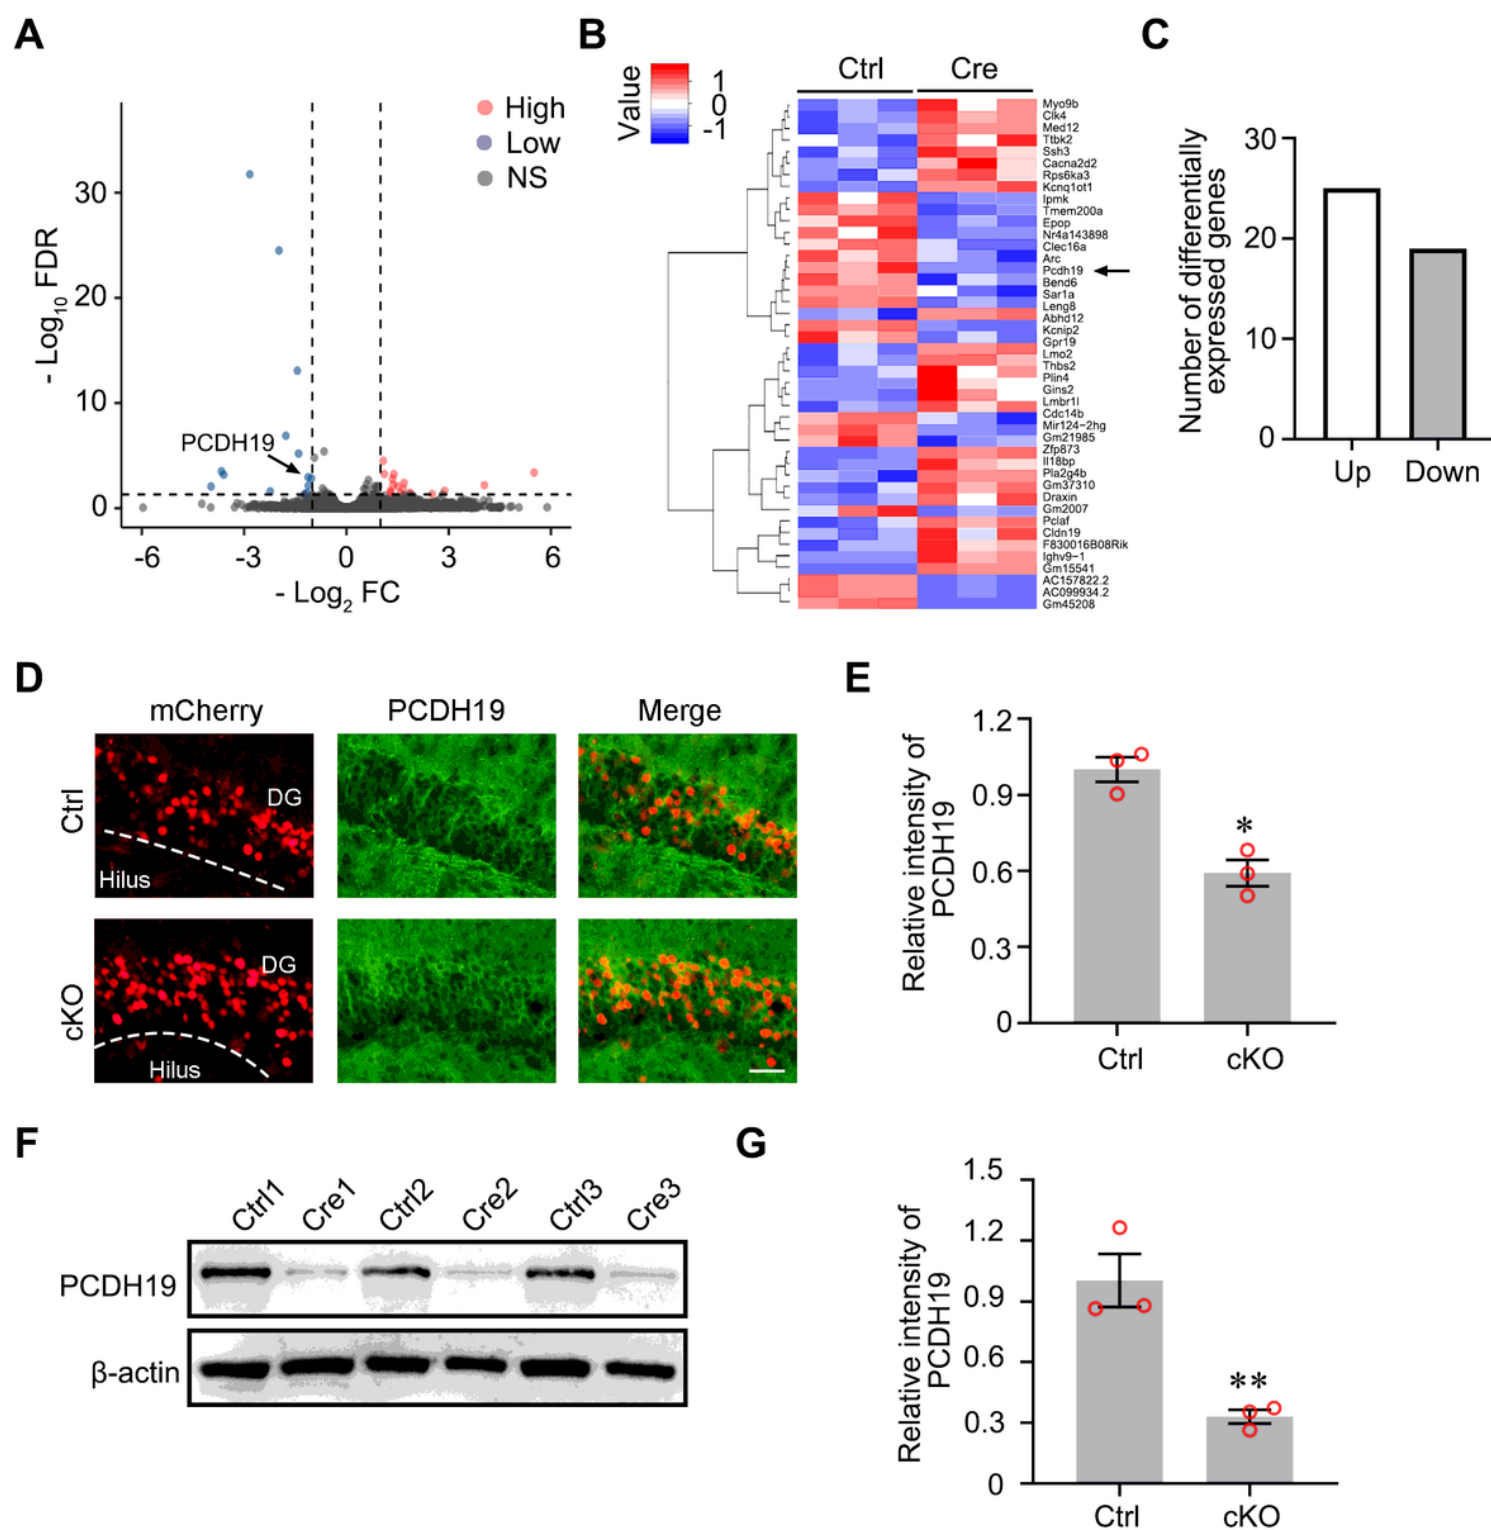 A
High
Low
NS
30
20
10
0
- Log10 FDR
PCDH19
-6
-3
0
3
6
- Log2 FC
B
Value
1
0
-1
Ctrl
Cre
Myo9b
Clk4
Med12
Ttbk2
Ssh3
Cacna2d2
Rps6ka3
Kcnq1ot1
Ipmk
Tmem200a
Epop
Nr4a143898
Clec16a
Arc
Pcdh19
Bend6
Sar1a
Leng8
Abhd12
Kcnip2
Gpr19
Lmo2
Thbs2
Plin4
Gins2
Lmbr1l
Cdc14b
Mir124-2hg
Gm21985
Zfp873
Il18bp
Pla2g4b
Gm37310
Draxin
Gm2007
Pclaf
Cldn19
F830016B08Rik
Ighv9-1
Gm15541
AC157822.2
AC099934.2
Gm45208
C
Number of differentially
expressed genes
30
20
10
0
Up
Down
D
mCherry
PCDH19
Merge
Ctrl
DG
Hilus
cKO
DG
Hilus
E
Relative intensity of
PCDH19
1.2
0.9
0.6
0.3
0
*
Ctrl
cKO
F
Ctrl1
Cre1
Ctrl2
Cre2
Ctrl3
Cre3
PCDH19
β-actin
G
Relative intensity of
PCDH19
1.5
1.2
0.9
0.6
0.3
0
**
Ctrl
cKO